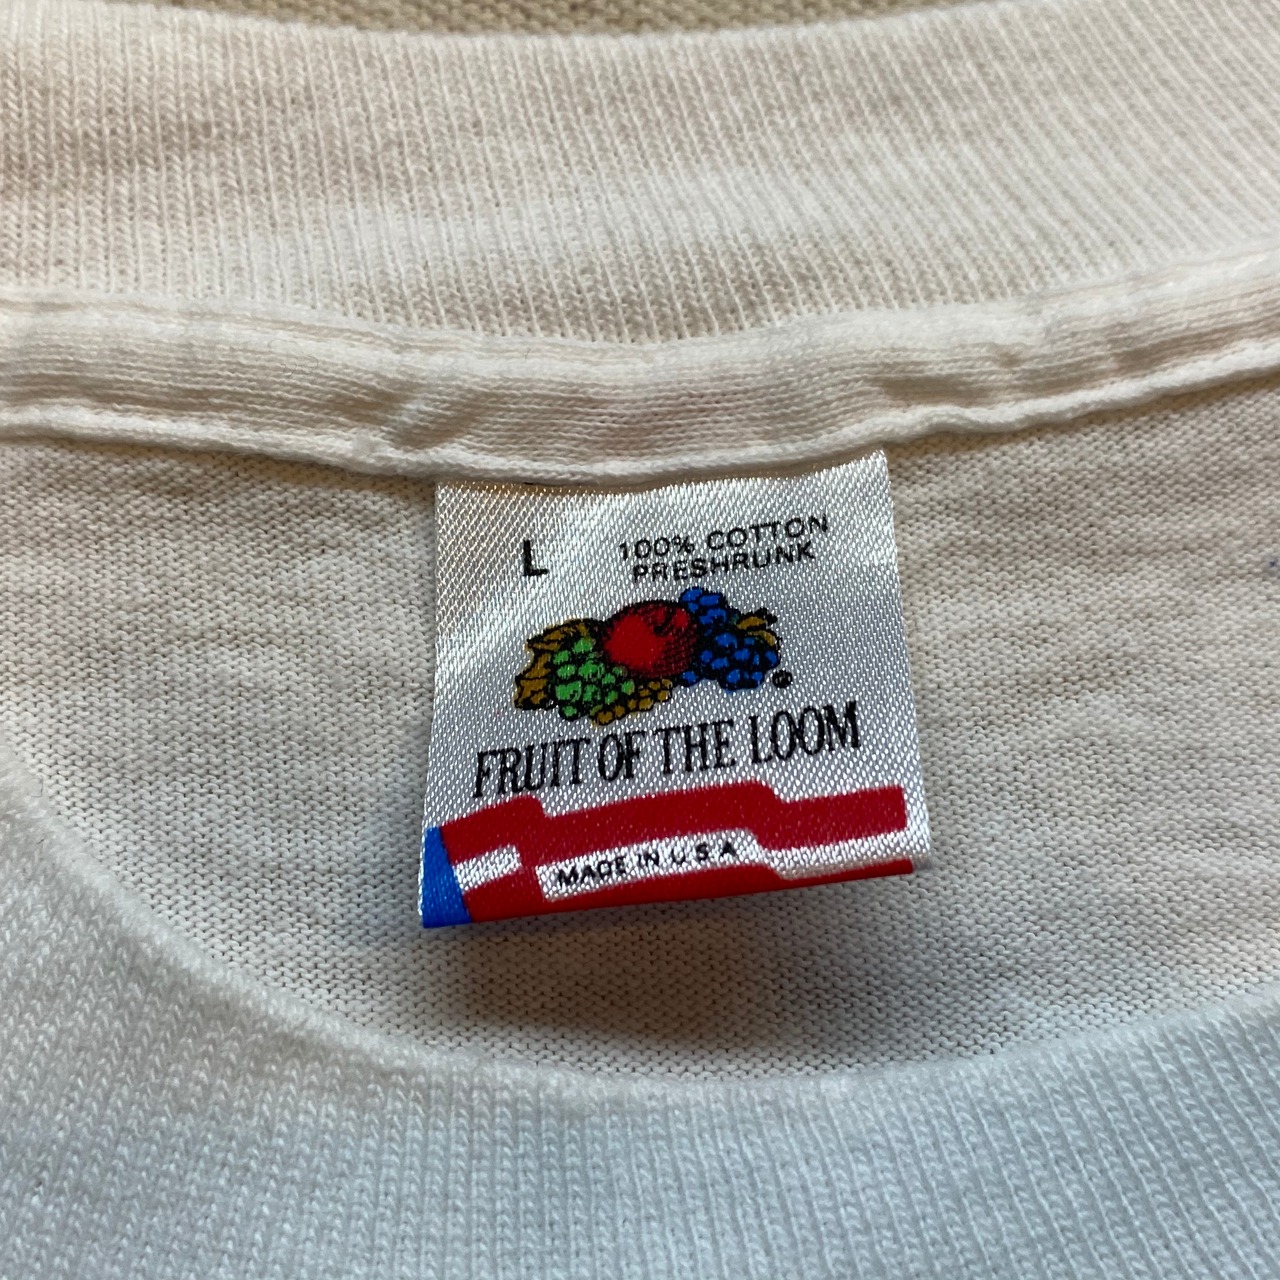 L
100% COTTON
PRESHRUNK
FRUIT OF THE LOOM
MADE IN U S A